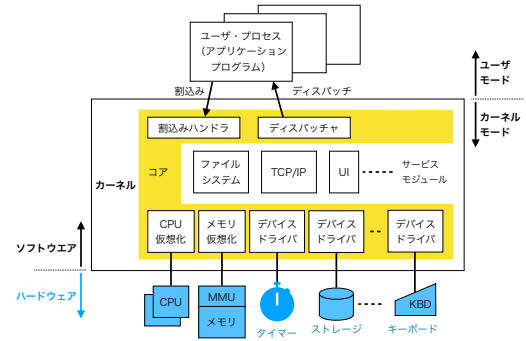 ユーザ・プロセス
（アプリケーション
プログラム）
割込み
ディスパッチ
ユーザ
モード
カーネル
モード
割込みハンドラ
ディスパッチャ
コア
カーネル
ファイル
システム
TCP/IP
UI
サービス
モジュール
CPU
仮想化
メモリ
仮想化
デバイス
ドライバ
デバイス
ドライバ
デバイス
ドライバ
ソフトウエア
ハードウェア
CPU
MMU
メモリ
タイマー
ストレージ
KBD
キーボード